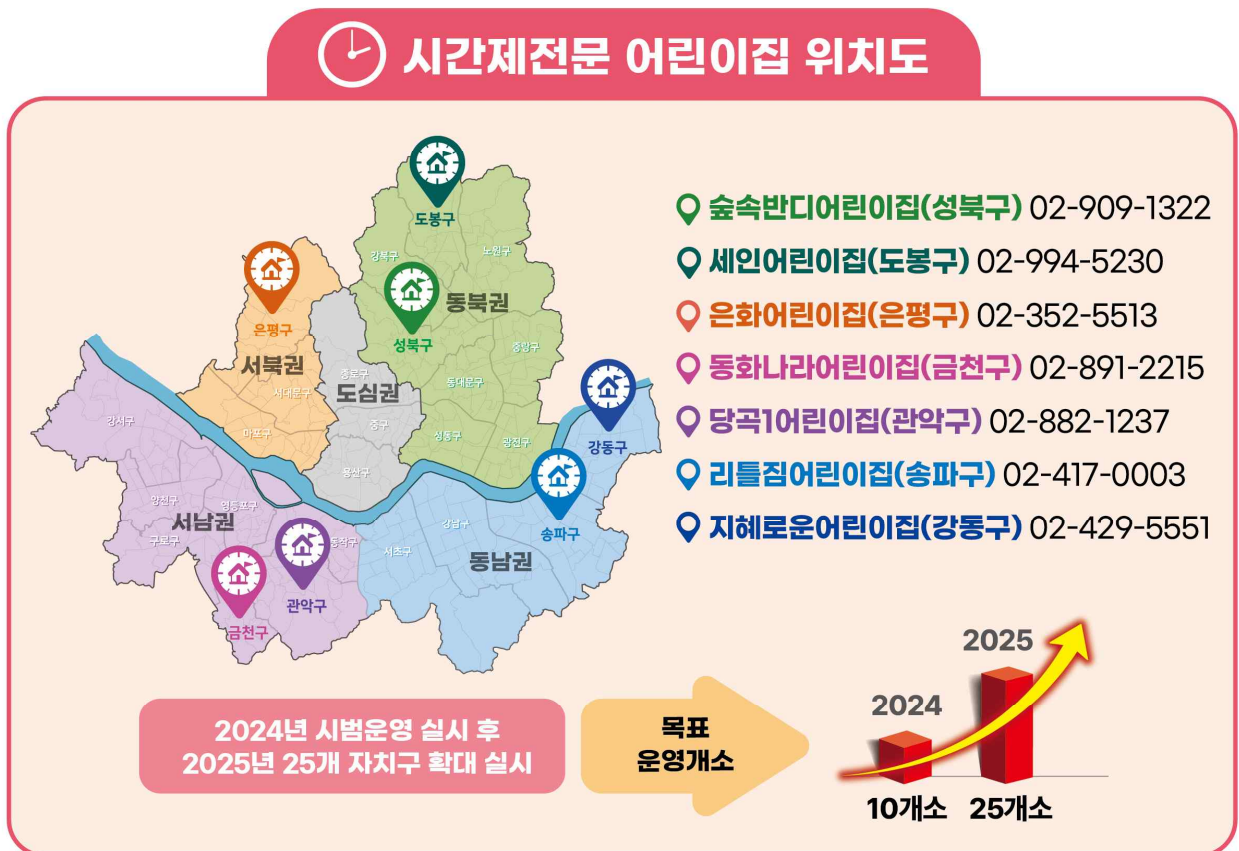 시간제전문 어린이집 위치도
도봉구
강북구
노원구
은평구
성북구
동북권
중랑구
서북권
서대문구
종로구
도심권
동대문구
강서구
마포구
중구
성동구
광진구
강동구
용산구
양천구
영등포구
서남권
구로구
동작구
강남구
서초구
송파구
동남권
관악구
금천구
숲속반디어린이집(성북구) 02-909-1322
세인어린이집(도봉구) 02-994-5230
은화어린이집(은평구) 02-352-5513
동화나라어린이집(금천구) 02-891-2215
당곡1어린이집(관악구) 02-882-1237
리틀짐어린이집(송파구) 02-417-0003
지혜로운어린이집(강동구) 02-429-5551
2024년 시범운영 실시 후
2025년 25개 자치구 확대 실시
목표
운영개소
2024
2025
10개소
25개소